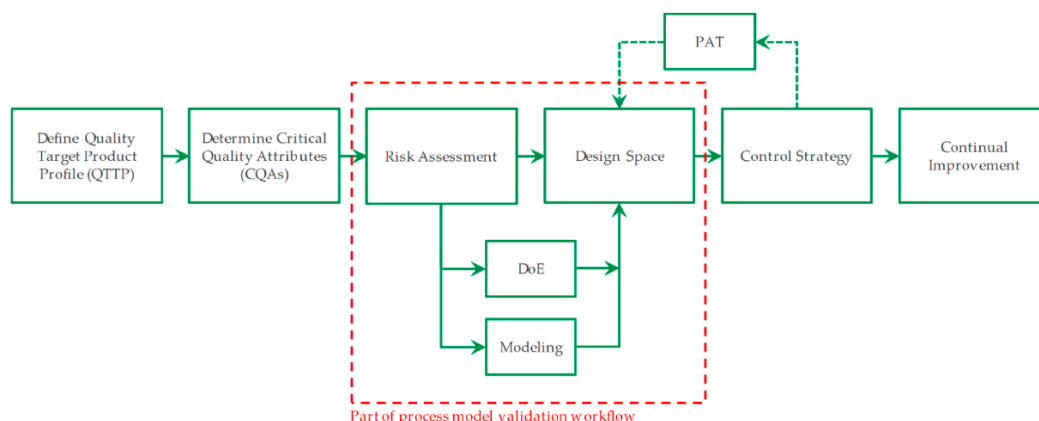 PAT
Define Quality
Target Product
Profile (QTTP)
Determine Critical
Quality Attributes
(CQAs)
Risk Assessment
Design Space
Control Strategy
Continual
Improvement
DoE
Modeling
Part of process model validation workflow